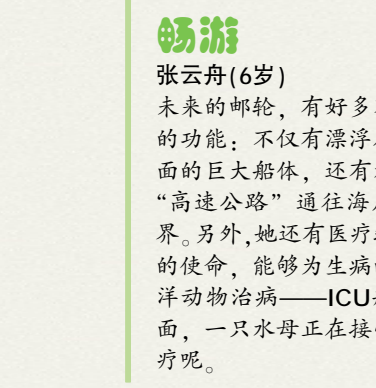 畅游
张云舟(6岁)
未来的邮轮，有好多
的功能：不仅有漂浮
面的巨大船体，还有
“高速公路”通往海
界。另外，她还有医疗
的使命，能够为生病
洋动物治病——ICU
面，一只水母正在接
疗呢。